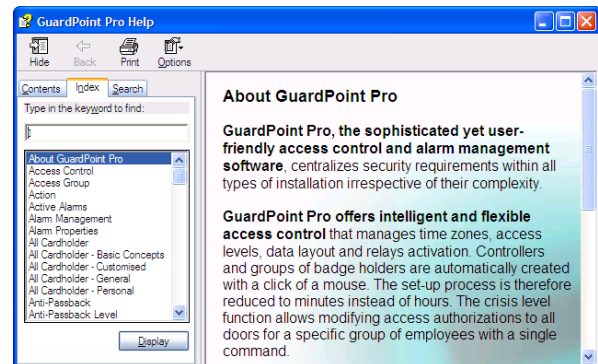 GuardPoint Pro Help
Hide Back Print Options
Contents Index Search
Type in the keyword to find:
About GuardPoint Pro
Access Control
Access Group
Action
Active Alarms
Alarm Management
Alarm Properties
All Cardholder
All Cardholder - Basic Concepts
All Cardholder - Customised
All Cardholder - General
All Cardholder - Personal
Anti-Passback
Anti-Passback Level
Display
About GuardPoint Pro
GuardPoint Pro, the sophisticated yet user-
friendly access control and alarm management
software, centralizes security requirements within all
types of installation irrespective of their complexity.
GuardPoint Pro offers intelligent and flexible
access control that manages time zones, access
levels, data layout and relays activation. Controllers
and groups of badge holders are automatically created
with a click of a mouse. The set-up process is therefore
reduced to minutes instead of hours. The crisis level
function allows modifying access authorizations to all
doors for a specific group of employees with a single
command.